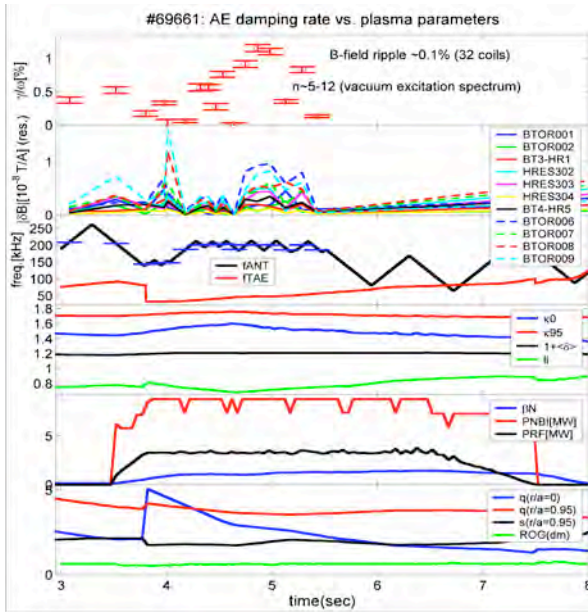 #69661: AE damping rate vs. plasma parameters
B-field ripple ~0.1% (32 coils)
n~5-12 (vacuum excitation spectrum)
γ/ω[%]
1
0.5
0
|δB|[10⁻⁸ T/A] (res.)
1
0
BTOR001
BTOR002
BT3-HR1
HRES302
HRES303
HRES304
BT4-HR5
BTOR006
BTOR007
BTOR008
BTOR009
freq.[kHz]
250
200
150
100
50
fANT
fTAE
1.8
1.6
1.4
1.2
1
0.8
κ0
κ95
1+<δ>
li
5
0
βN
PNBI[MW]
PRF[MW]
5
0
q(r/a=0)
q(r/a=0.95)
s(r/a=0.95)
ROG(dm)
3 4 5 6 7 8
time(sec)